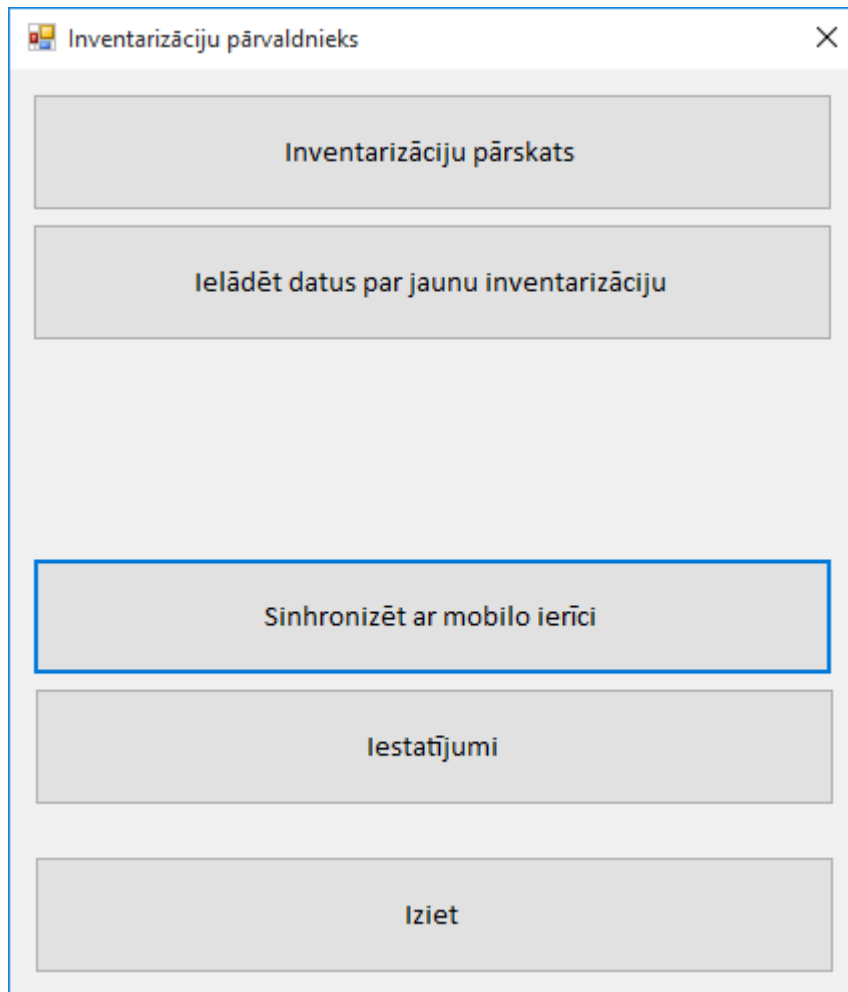 Inventarizāciju pārvaldnieks
Inventarizāciju pārskats
Ielādēt datus par jaunu inventarizāciju
Sinhronizēt ar mobilo ierīci
Iestatījumi
Iziet